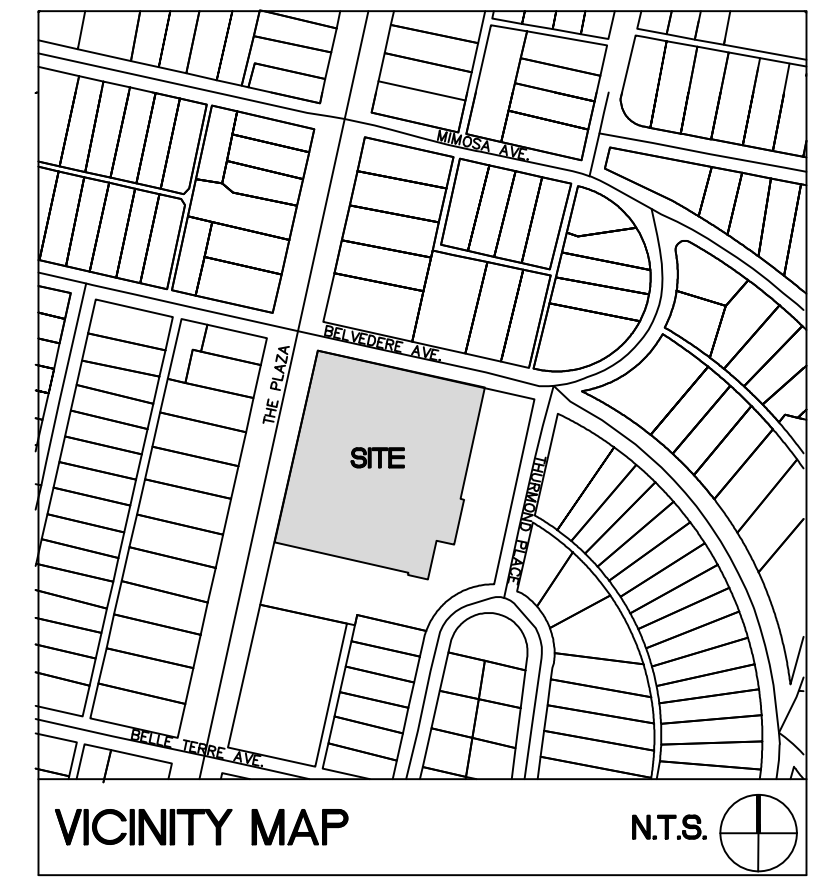 MIMOSA AVE.
BELVEDERE AVE.
THE PLAZA
SITE
THURMOND PLACE
BELLE TERRE AVE.
VICINITY MAP
N.T.S.